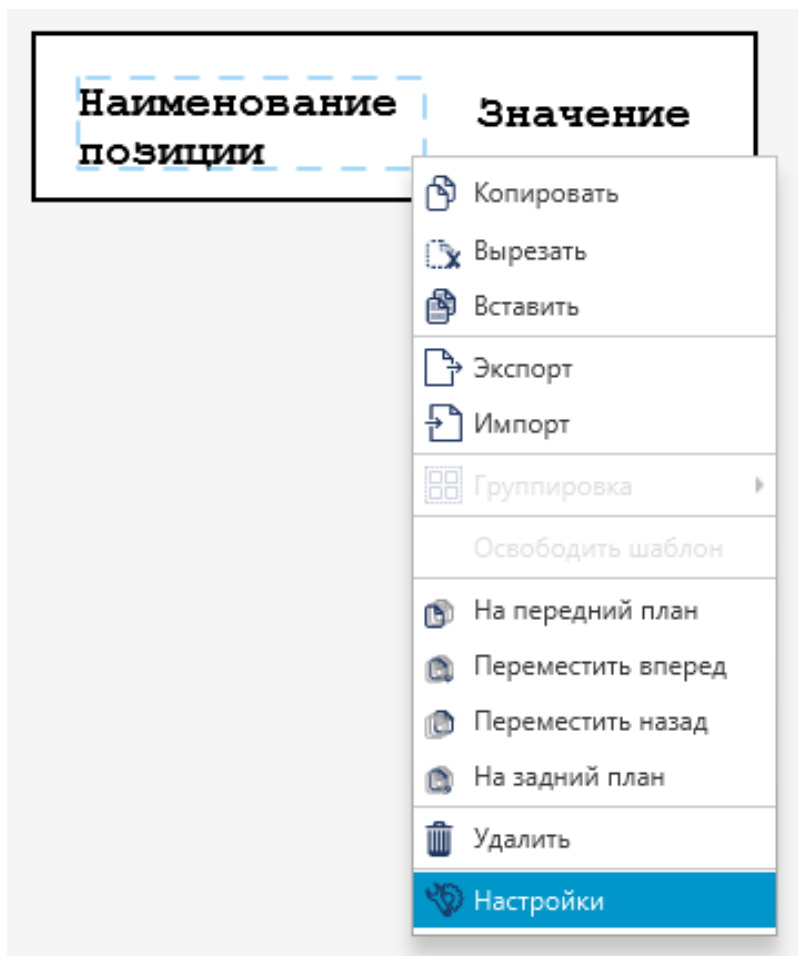 Наименование
позиции
Значение
Копировать
Вырезать
Вставить
Экспорт
Импорт
Группировка
Освободить шаблон
На передний план
Переместить вперед
Переместить назад
На задний план
Удалить
Настройки